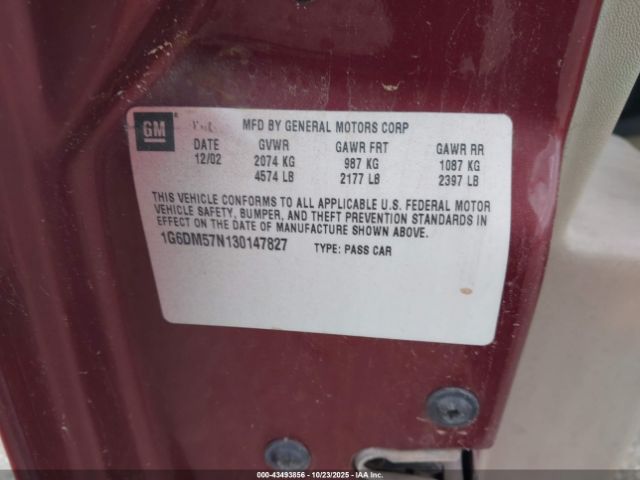 GM
MFD BY GENERAL MOTORS CORP
DATE GVWR GAWR FRT GAWR RR
12/02 2074 KG 987 KG 1087 KG
4574 LB 2177 LB 2397 LB
THIS VEHICLE CONFORMS TO ALL APPLICABLE U.S. FEDERAL MOTOR
VEHICLE SAFETY, BUMPER, AND THEFT PREVENTION STANDARDS IN
EFFECT ON THE DATE OF MANUFACTURE SHOWN ABOVE.
1G6DM57N130147827 TYPE: PASS CAR
000-43493856 - 10/23/2025 - IAA Inc.